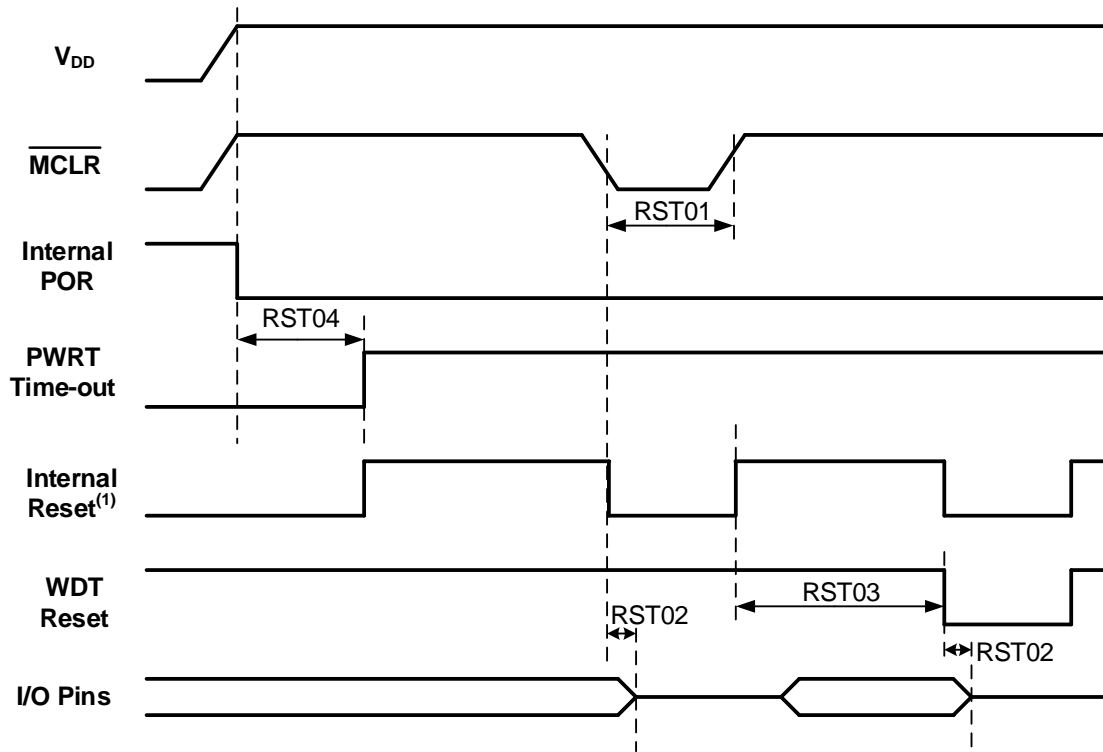 VDD
MCLR
RST01
Internal
POR
RST04
PWRT
Time-out
Internal
Reset(1)
WDT
Reset
RST03
RST02
RST02
I/O Pins